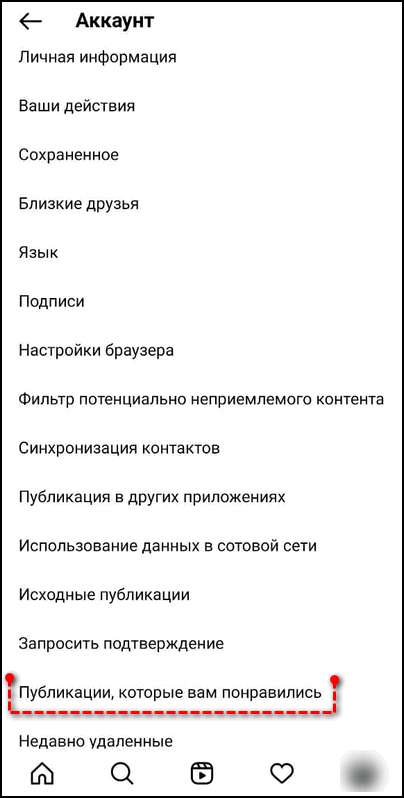 Аккаунт
Личная информация
Ваши действия
Сохраненное
Близкие друзья
Язык
Подписи
Настройки браузера
Фильтр потенциально неприемлемого контента
Синхронизация контактов
Публикация в других приложениях
Использование данных в сотовой сети
Исходные публикации
Запросить подтверждение
Публикации, которые вам понравились
Недавно удаленные